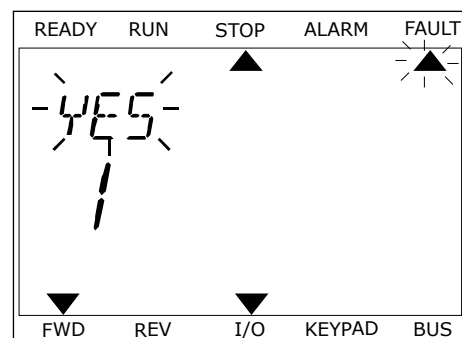 READY RUN STOP ALARM FAULT
YES
1
FWD REV I/O KEYPAD BUS